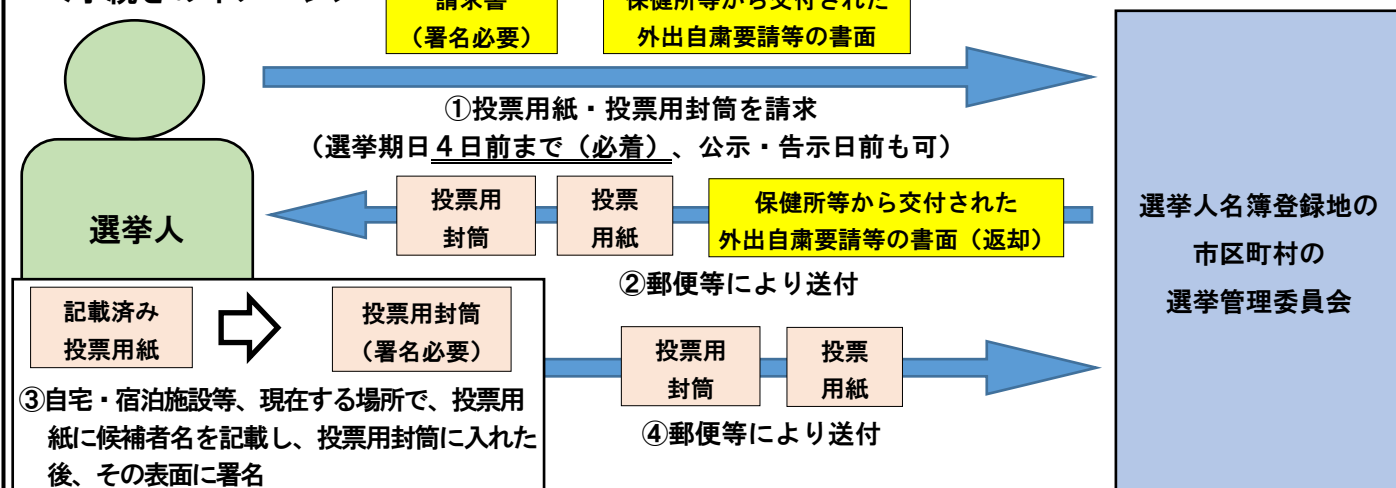 請求書
（署名必要）
保健所等から交付された
外出自粛要請等の書面
①投票用紙・投票用封筒を請求
（選挙期日４日前まで（必着）、公示・告示日前も可）
選挙人
投票用
封筒
投票
用紙
保健所等から交付された
外出自粛要請等の書面（返却）
②郵便等により送付
選挙人名簿登録地の
市区町村の
選挙管理委員会
記載済み
投票用紙
投票用封筒
（署名必要）
③自宅・宿泊施設等、現在する場所で、投票用
紙に候補者名を記載し、投票用封筒に入れた
後、その表面に署名
投票用
封筒
投票
用紙
④郵便等により送付